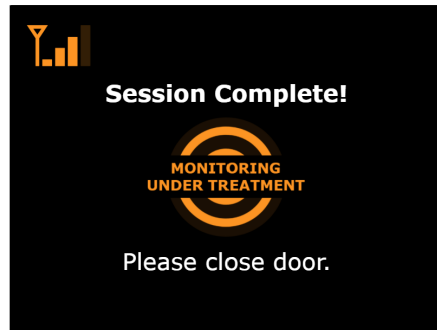 Session Complete!
MONITORING
UNDER TREATMENT
Please close door.